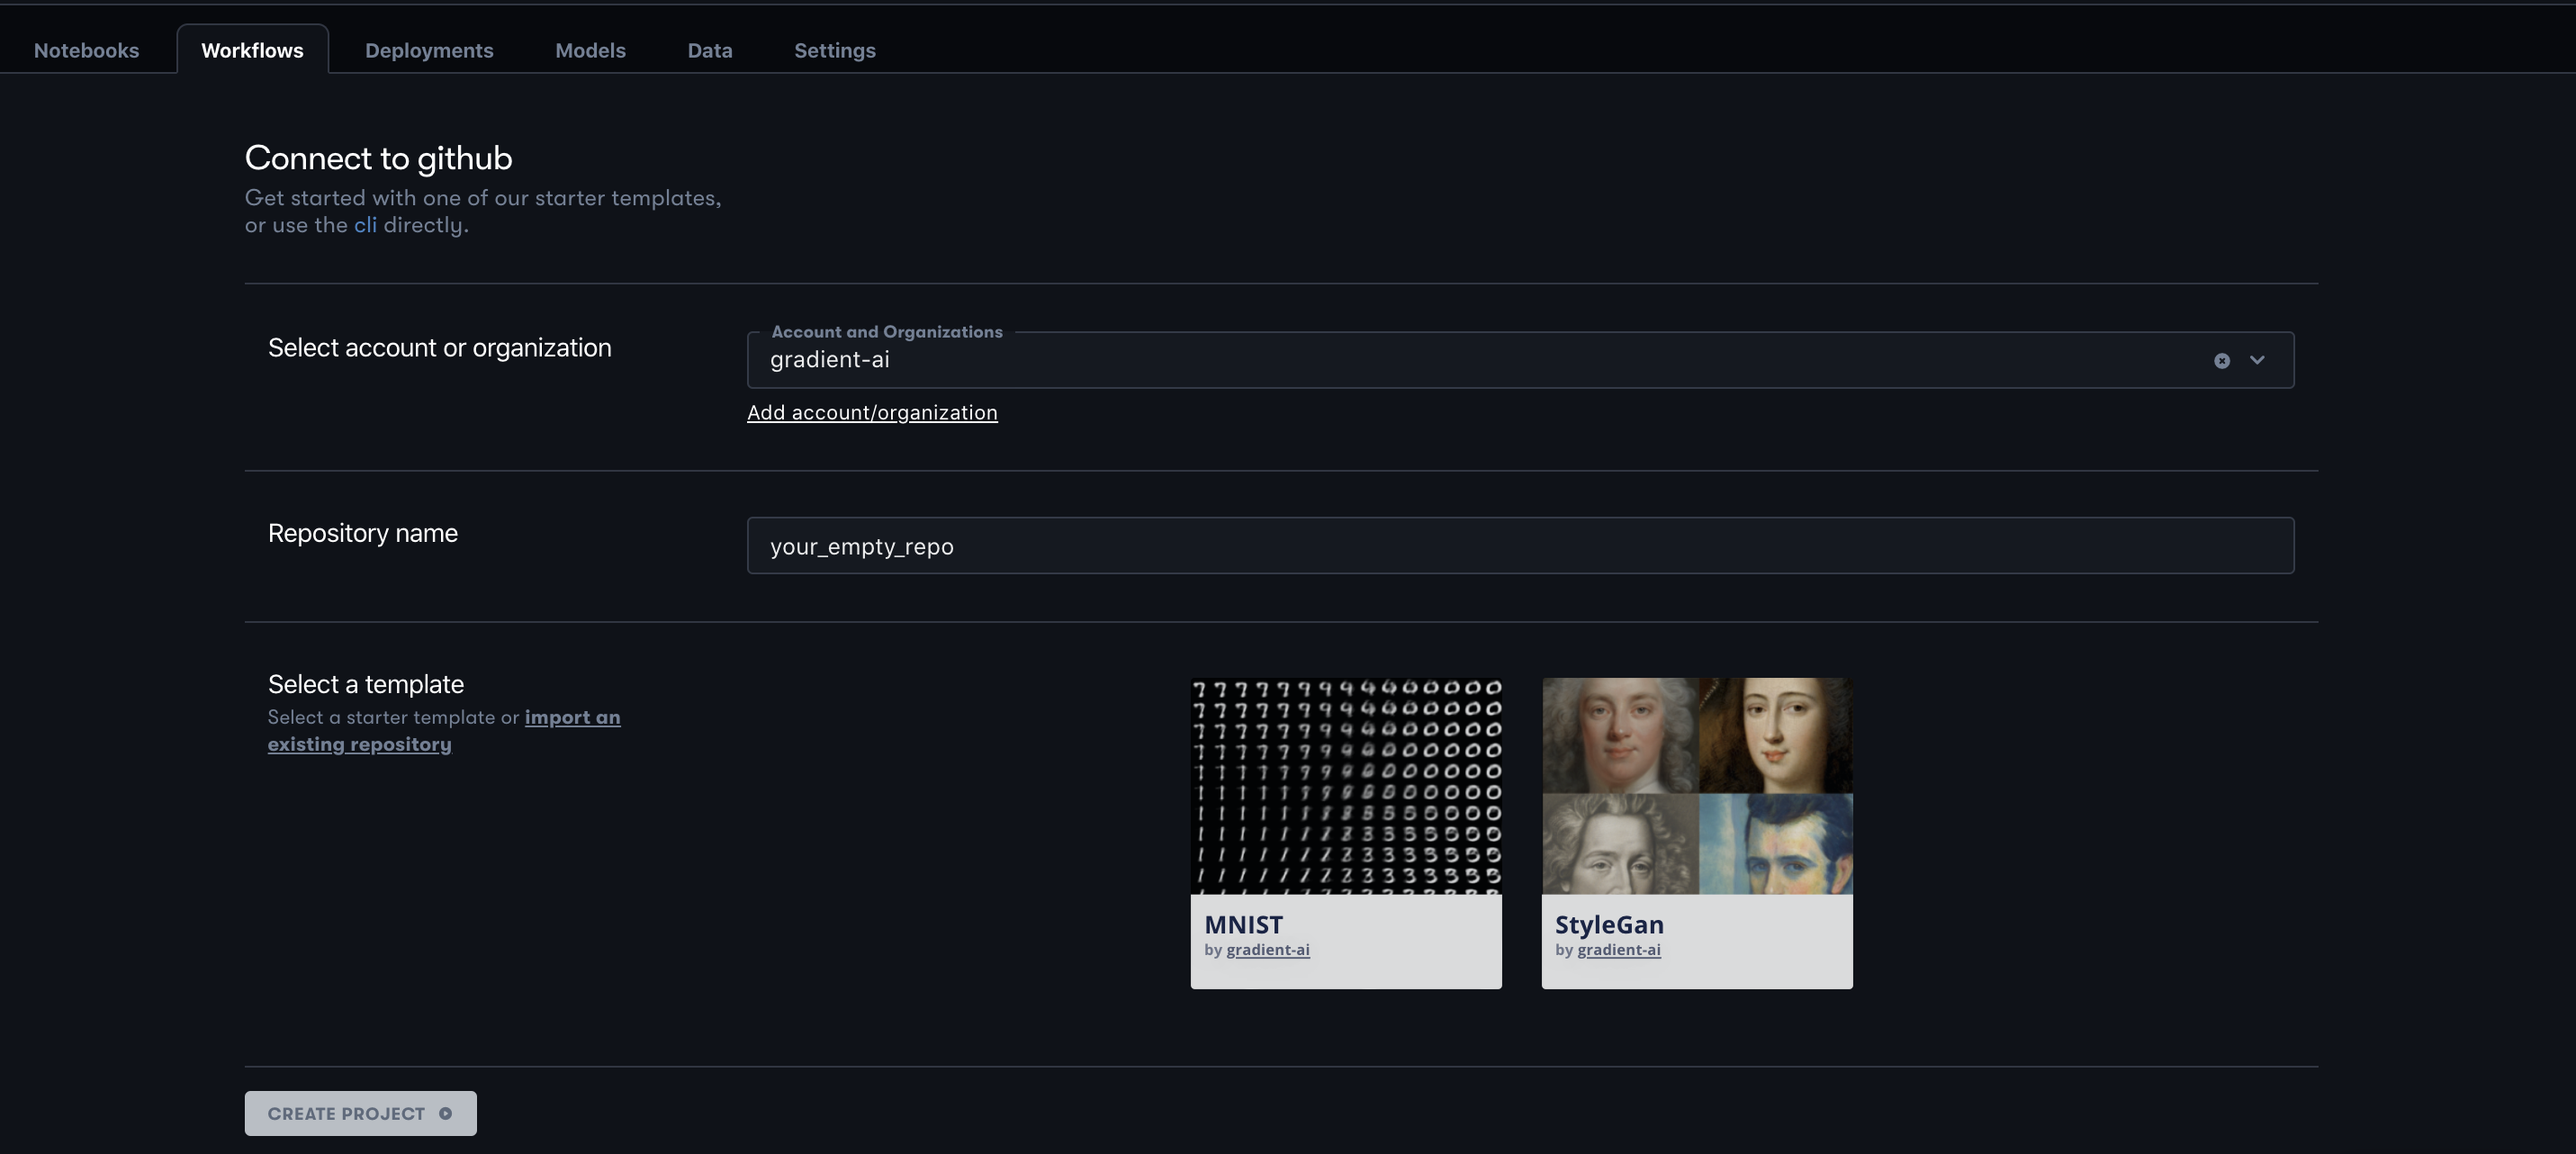 Notebooks Workflows Deployments Models Data Settings
Connect to github
Get started with one of our starter templates,
or use the cli directly.
Select account or organization
Account and Organizations
gradient-ai
Add account/organization
Repository name
your_empty_repo
Select a template
Select a starter template or import an
existing repository
MNIST
by gradient-ai
StyleGan
by gradient-ai
CREATE PROJECT